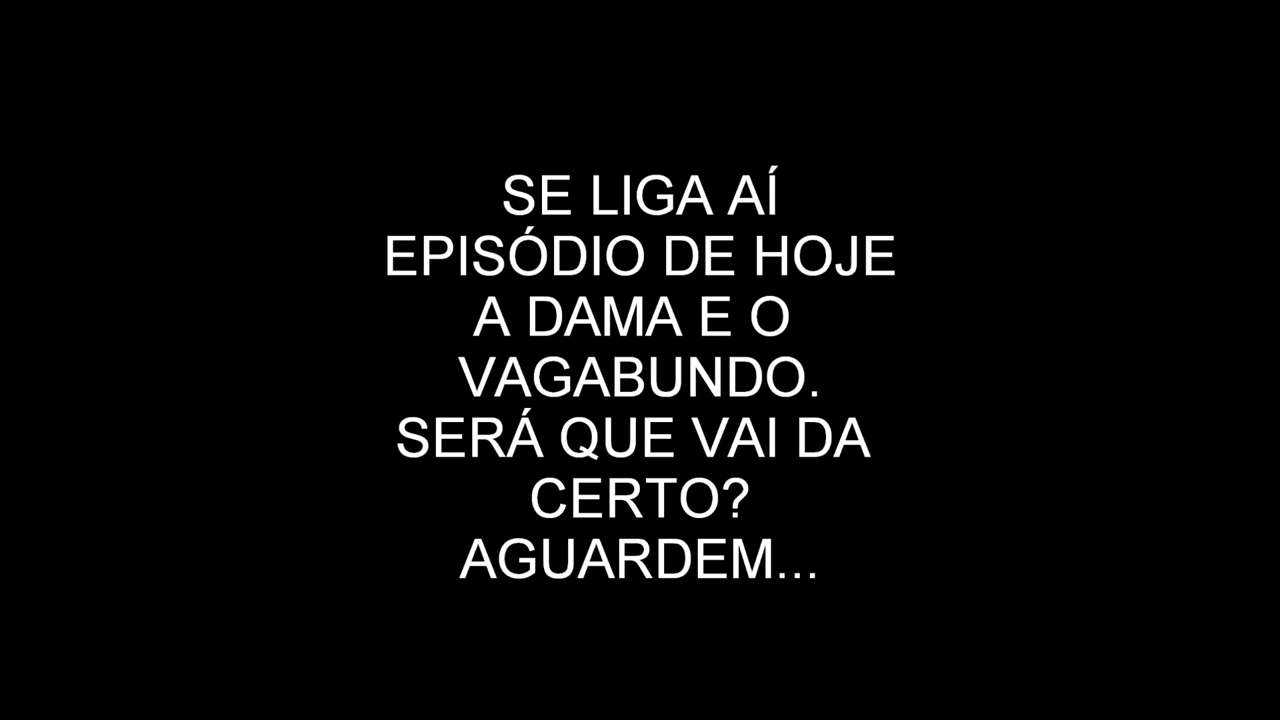 SE LIGA AÍ
EPISÓDIO DE HOJE
A DAMA E O
VAGABUNDO.
SERÁ QUE VAI DA
CERTO?
AGUARDEM...